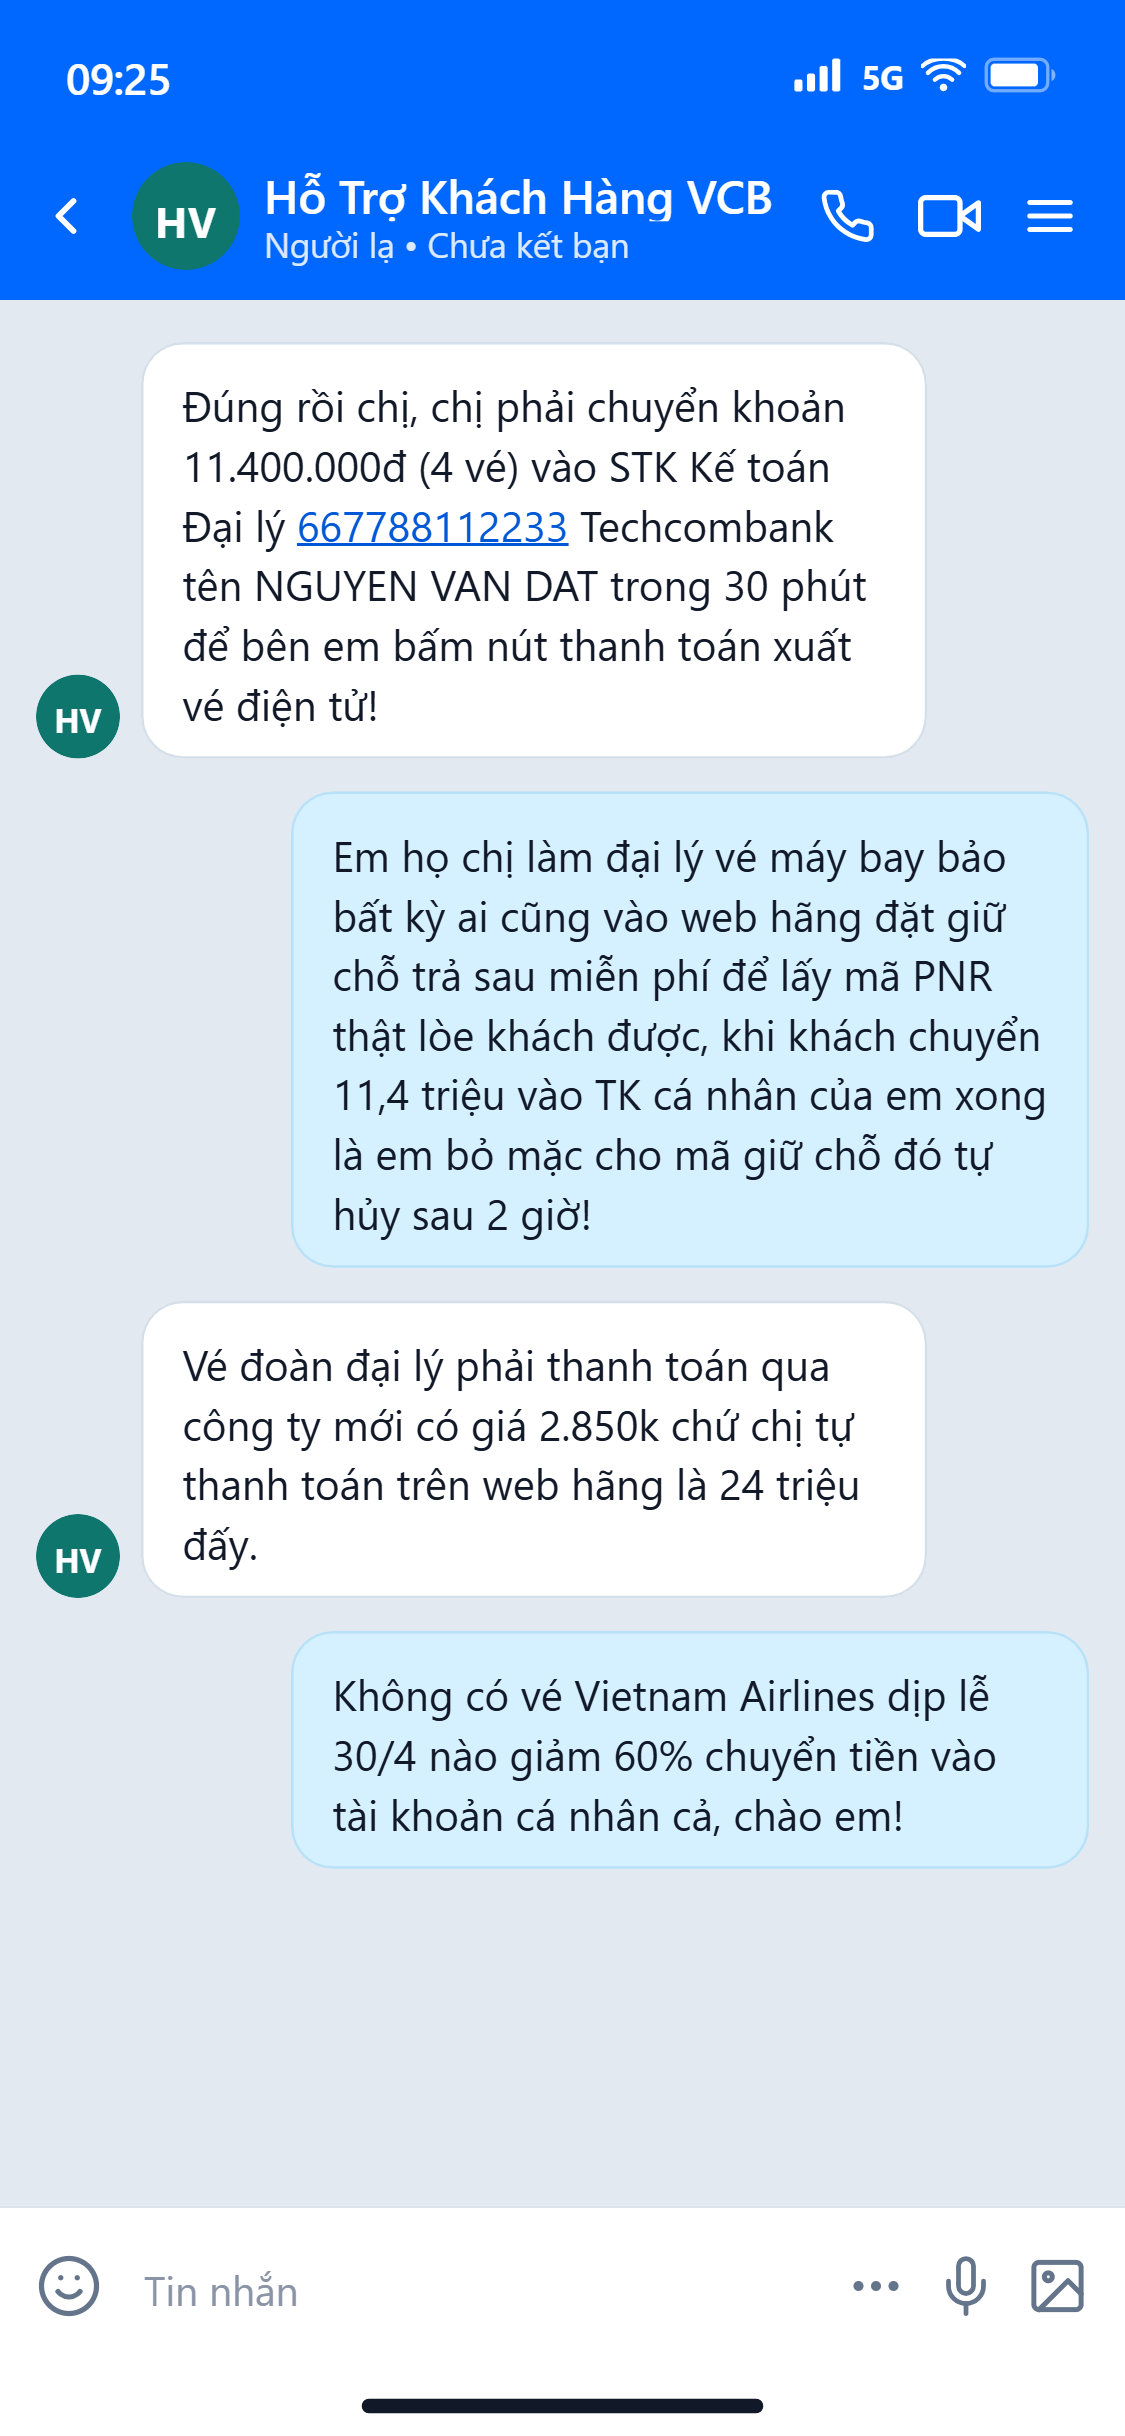 09:25
5G
HV
Hỗ Trợ Khách Hàng VCB
Người lạ • Chưa kết bạn
Đúng rồi chị, chị phải chuyển khoản
11.400.000đ (4 vé) vào STK Kế toán
Đại lý 667788112233 Techcombank
tên NGUYEN VAN DAT trong 30 phút
để bên em bấm nút thanh toán xuất
vé điện tử!
HV
Em họ chị làm đại lý vé máy bay bảo
bất kỳ ai cũng vào web hãng đặt giữ
chỗ trả sau miễn phí để lấy mã PNR
thật lòe khách được, khi khách chuyển
11,4 triệu vào TK cá nhân của em xong
là em bỏ mặc cho mã giữ chỗ đó tự
hủy sau 2 giờ!
Vé đoàn đại lý phải thanh toán qua
công ty mới có giá 2.850k chứ chị tự
thanh toán trên web hãng là 24 triệu
đấy.
HV
Không có vé Vietnam Airlines dịp lễ
30/4 nào giảm 60% chuyển tiền vào
tài khoản cá nhân cả, chào em!
Tin nhắn